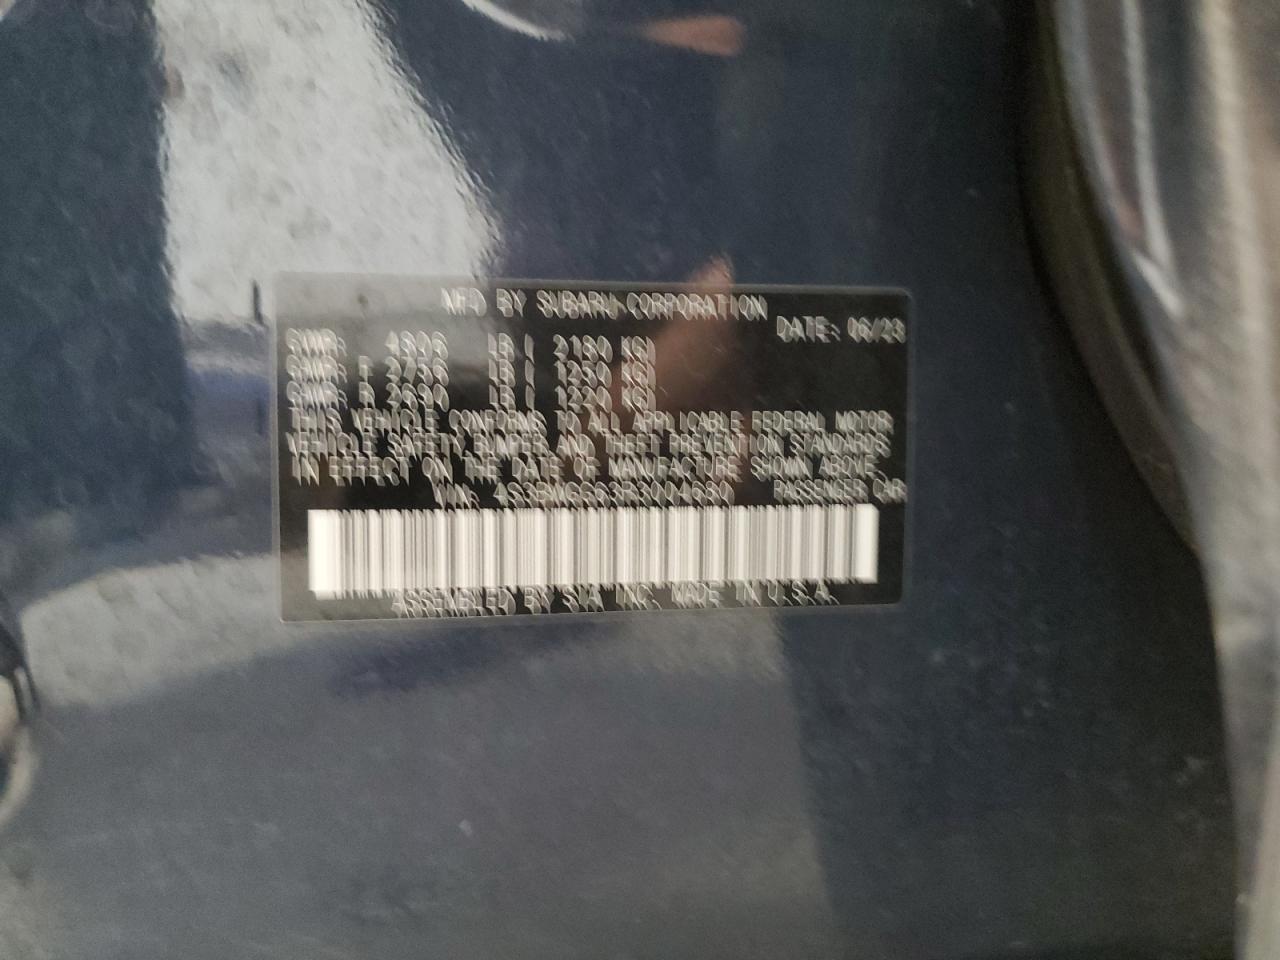 MFD BY SUBARU CORPORATION
DATE: 06/23
GVWR: 4806 LB ( 2180 KG)
GAWR: F 2756 LB ( 1250 KG)
GAWR: R 2690 LB ( 1220 KG)
THIS VEHICLE CONFORMS TO ALL APPLICABLE FEDERAL MOTOR
VEHICLE SAFETY BUMPER AND THEFT PREVENTION STANDARDS
IN EFFECT ON THE DATE OF MANUFACTURE SHOWN ABOVE
VIN: 4S3BWGG63R3004680 PASSENGER CAR
ASSEMBLED BY SIA INC. MADE IN U.S.A.